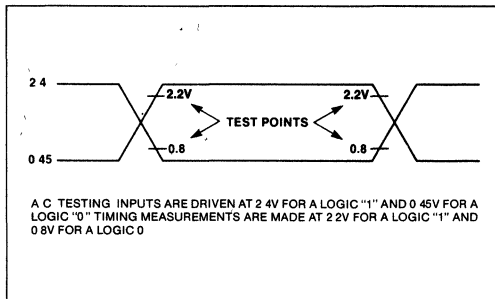 2 4
2.2V
2.2V
TEST POINTS
0.8
0.8
0 45
A C TESTING INPUTS ARE DRIVEN AT 2 4V FOR A LOGIC "1" AND 0 45V FOR A
LOGIC "0" TIMING MEASUREMENTS ARE MADE AT 2 2V FOR A LOGIC "1" AND
0 8V FOR A LOGIC 0